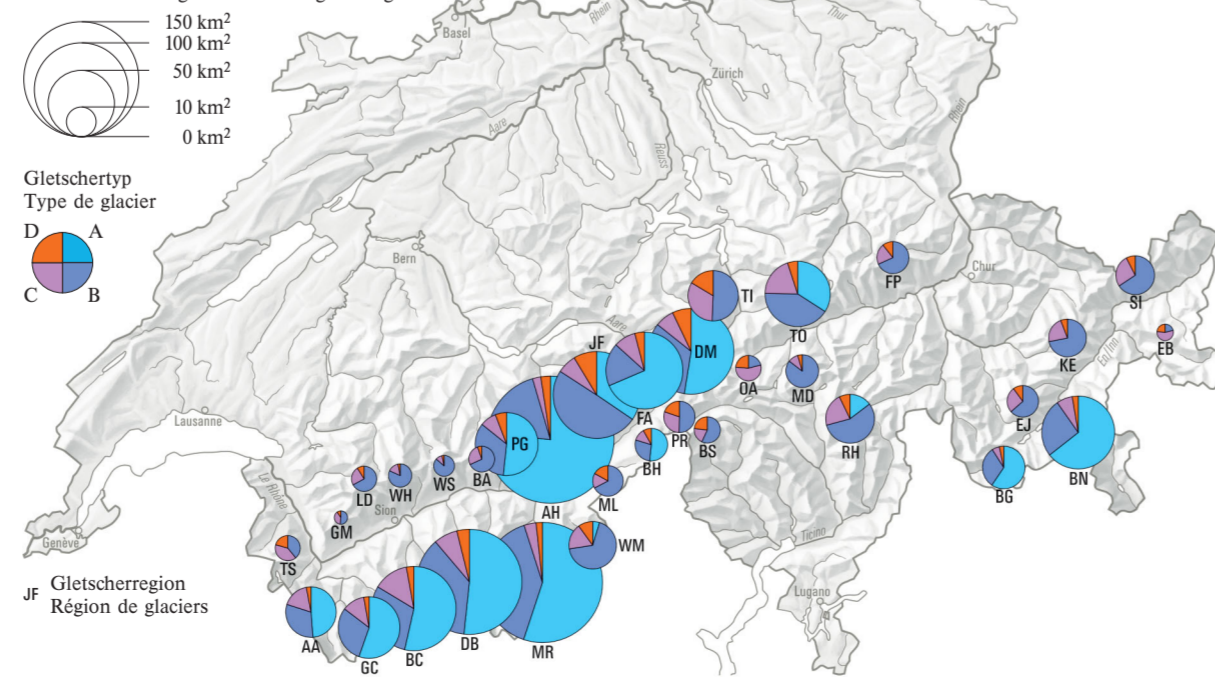 150 km²
100 km²
50 km²
10 km²
0 km²
Gletschertyp
Type de glacier
D A
C B
JF Gletscherregion
Région de glaciers
Basel
Rhein
Thur
Zürich
Rhein
Aare
Reuss
Bern
Chur
Aare
Lausanne
Le Rhône
Sion
Genève
En/Inn
Ticino
Lugano
FP
SI
TI
TO
EB
KE
JF
DM
OA
MD
EJ
FA
PR
BS
RH
PG
BH
BN
BG
BA
WS
WH
LD
ML
AH
GM
WM
TS
AA
GC
BC
DB
MR